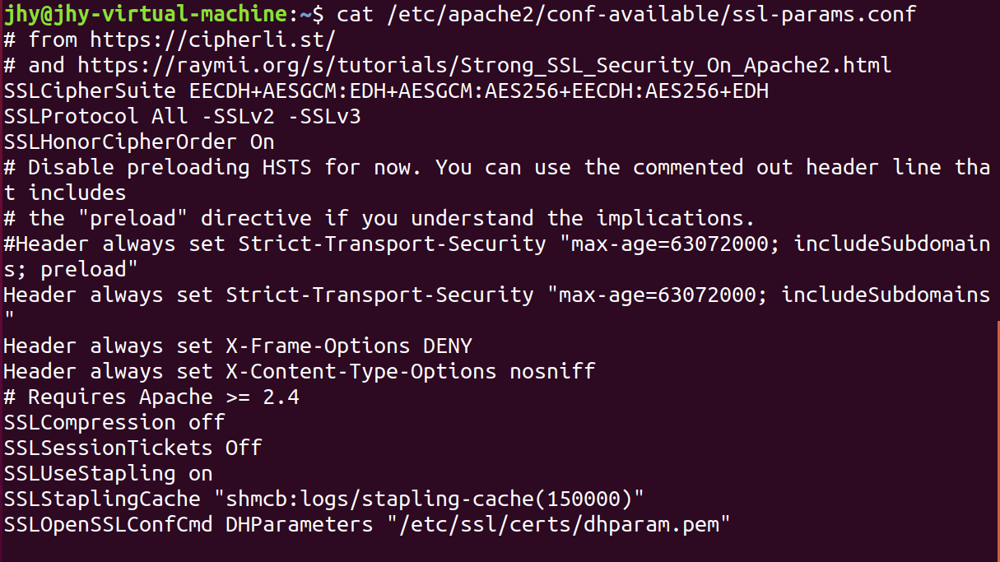 jhy@jhy-virtual-machine:~$ cat /etc/apache2/conf-available/ssl-params.conf
# from https://cipherli.st/
# and https://raymii.org/s/tutorials/Strong_SSL_Security_On_Apache2.html
SSLCipherSuite EECDH+AESGCM:EDH+AESGCM:AES256+EECDH:AES256+EDH
SSLProtocol All -SSLv2 -SSLv3
SSLHonorCipherOrder On
# Disable preloading HSTS for now. You can use the commented out header line tha
t includes
# the "preload" directive if you understand the implications.
#Header always set Strict-Transport-Security "max-age=63072000; includeSubdomain
s; preload"
Header always set Strict-Transport-Security "max-age=63072000; includeSubdomains
"
Header always set X-Frame-Options DENY
Header always set X-Content-Type-Options nosniff
# Requires Apache >= 2.4
SSLCompression off
SSLSessionTickets Off
SSLUseStapling on
SSLStaplingCache "shmcb:logs/stapling-cache(150000)"
SSLOpenSSLConfCmd DHParameters "/etc/ssl/certs/dhparam.pem"